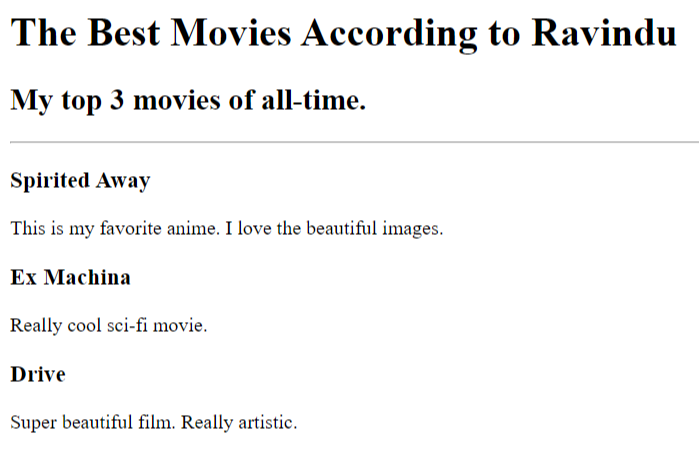 The Best Movies According to Ravindu
My top 3 movies of all-time.
Spirited Away
This is my favorite anime. I love the beautiful images.
Ex Machina
Really cool sci-fi movie.
Drive
Super beautiful film. Really artistic.